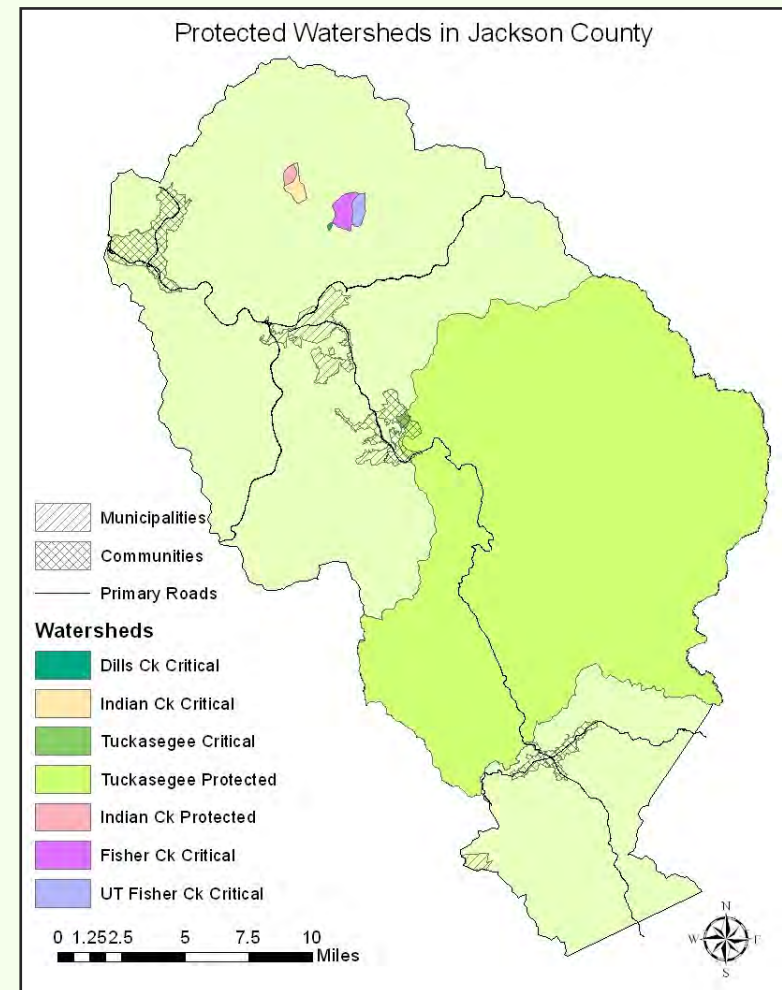 Protected Watersheds in Jackson County
Municipalities
Communities
Primary Roads
Watersheds
Dills Ck Critical
Indian Ck Critical
Tuckasegee Critical
Tuckasegee Protected
Indian Ck Protected
Fisher Ck Critical
UT Fisher Ck Critical
0 1.25 2.5 5 7.5 10
Miles
N
W E
S